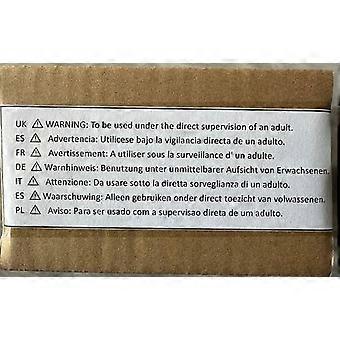 UK ⚠ WARNING: To be used under the direct supervision of an adult.
ES ⚠ Advertencia: Utilicese bajo la vigilancia directa de un adulto.
FR ⚠ Avertissement: A utiliser sous la surveillance d' un adulte.
DE ⚠ Warnhinweis: Benutzung unter unmittelbarer Aufsicht von Erwachsenen.
IT ⚠ Attenzione: Da usare sotto la diretta sorveglianza di un adulto.
ES ⚠ Waarschuwing: Alleen gebruiken onder direct toezicht van volwassenen.
PL ⚠ Aviso: Para ser usado com a supervisao direta de um adulto.